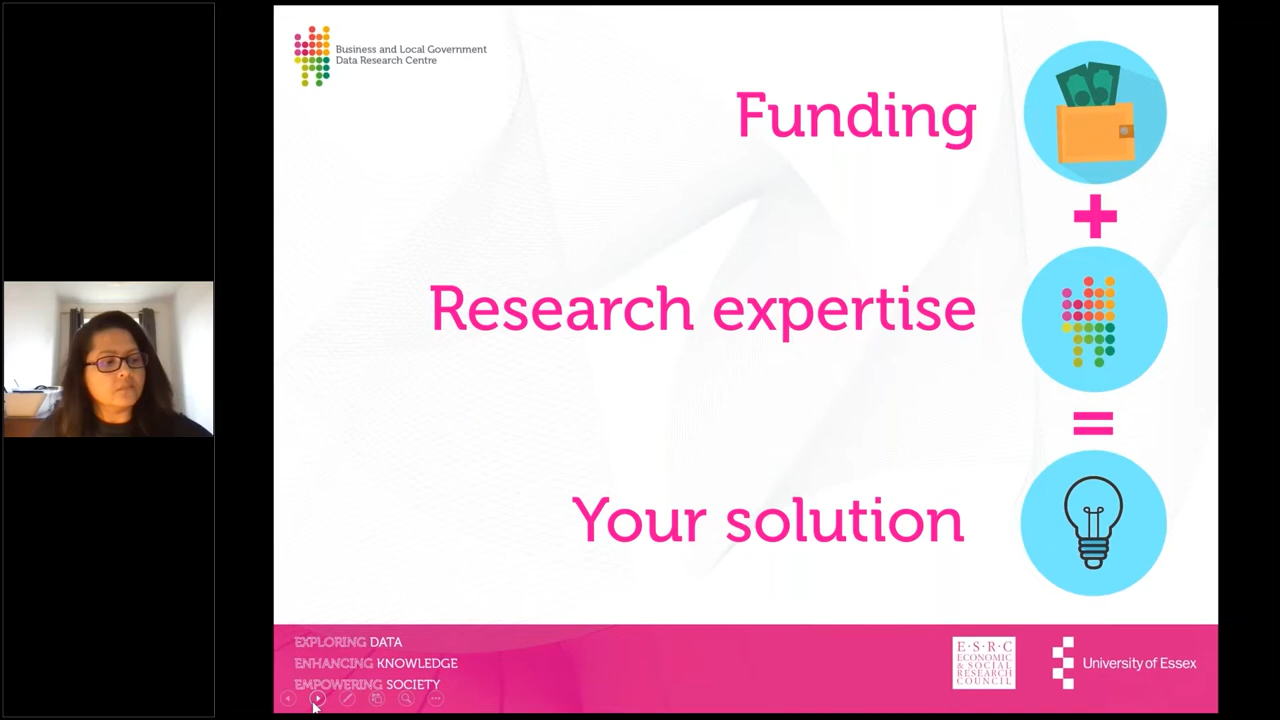 Business and Local Government
Data Research Centre
Funding
+
Research expertise
=
Your solution
EXPLORING DATA
ENHANCING KNOWLEDGE
EMPOWERING SOCIETY
E·S·R·C
ECONOMIC
& SOCIAL
RESEARCH
COUNCIL
University of Essex